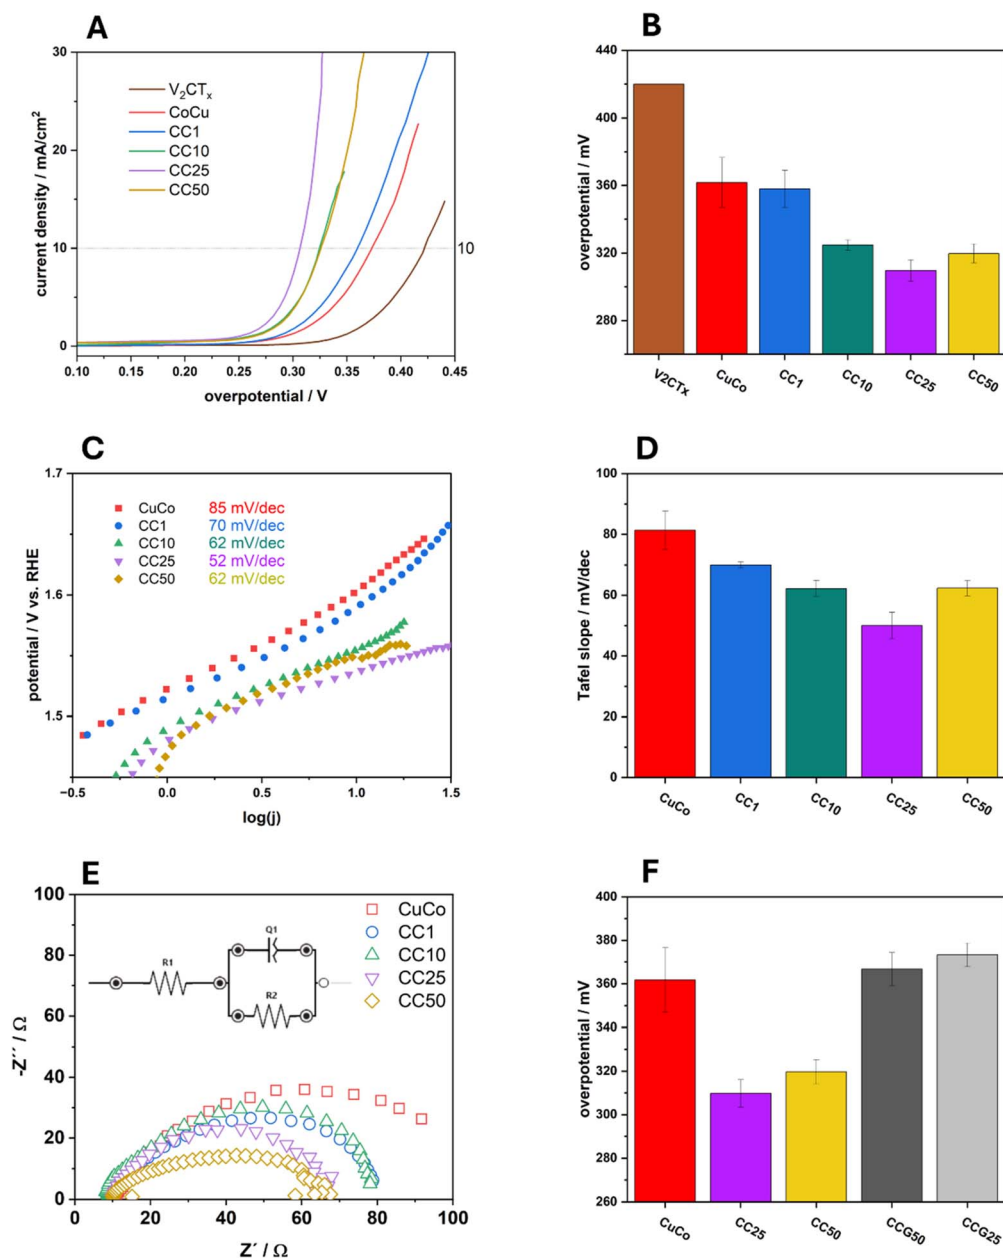 A
30
20
10
0
current density / mA/cm²
V₂CTₓ
CoCu
CC1
CC10
CC25
CC50
10
0.10 0.15 0.20 0.25 0.30 0.35 0.40 0.45
overpotential / V
B
440
400
360
320
280
overpotential / mV
V2CTx CuCo CC1 CC10 CC25 CC50
C
1.7
1.6
1.5
potential / V vs. RHE
CuCo 85 mV/dec
CC1 70 mV/dec
CC10 62 mV/dec
CC25 52 mV/dec
CC50 62 mV/dec
−0.5 0.0 0.5 1.0 1.5
log(j)
D
100
80
60
40
20
0
Tafel slope / mV/dec
CuCo CC1 CC10 CC25 CC50
E
100
80
60
40
20
0
-Z´´ / Ω
R1
Q1
R2
CuCo
CC1
CC10
CC25
CC50
0 20 40 60 80 100
Z´ / Ω
F
400
380
360
340
320
300
280
260
overpotential / mV
CuCo CC25 CC50 CCG50 CCG25